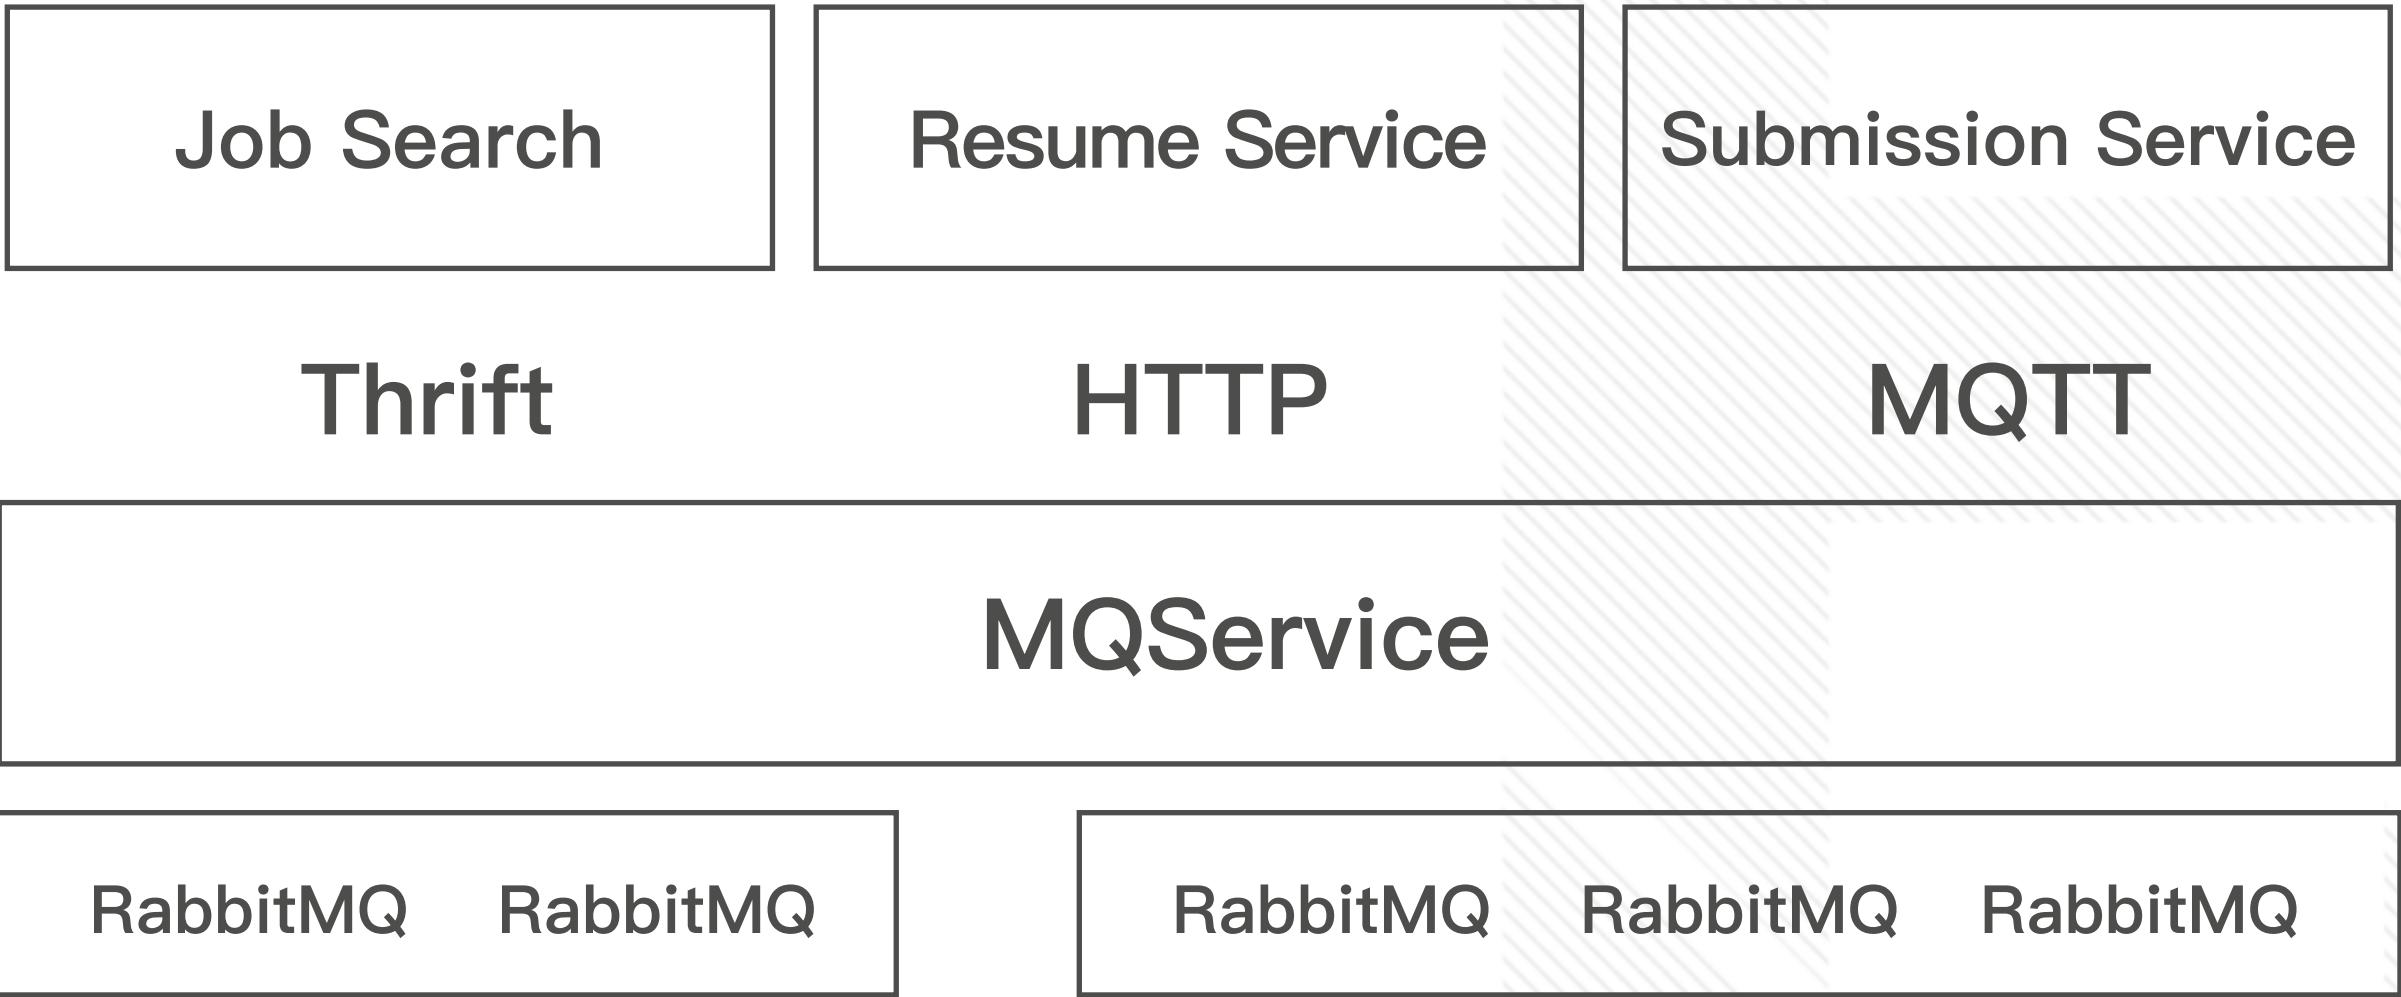 Job Search
Resume Service
Submission Service
Thrift
HTTP
MQTT
MQService
RabbitMQ
RabbitMQ
RabbitMQ
RabbitMQ
RabbitMQ